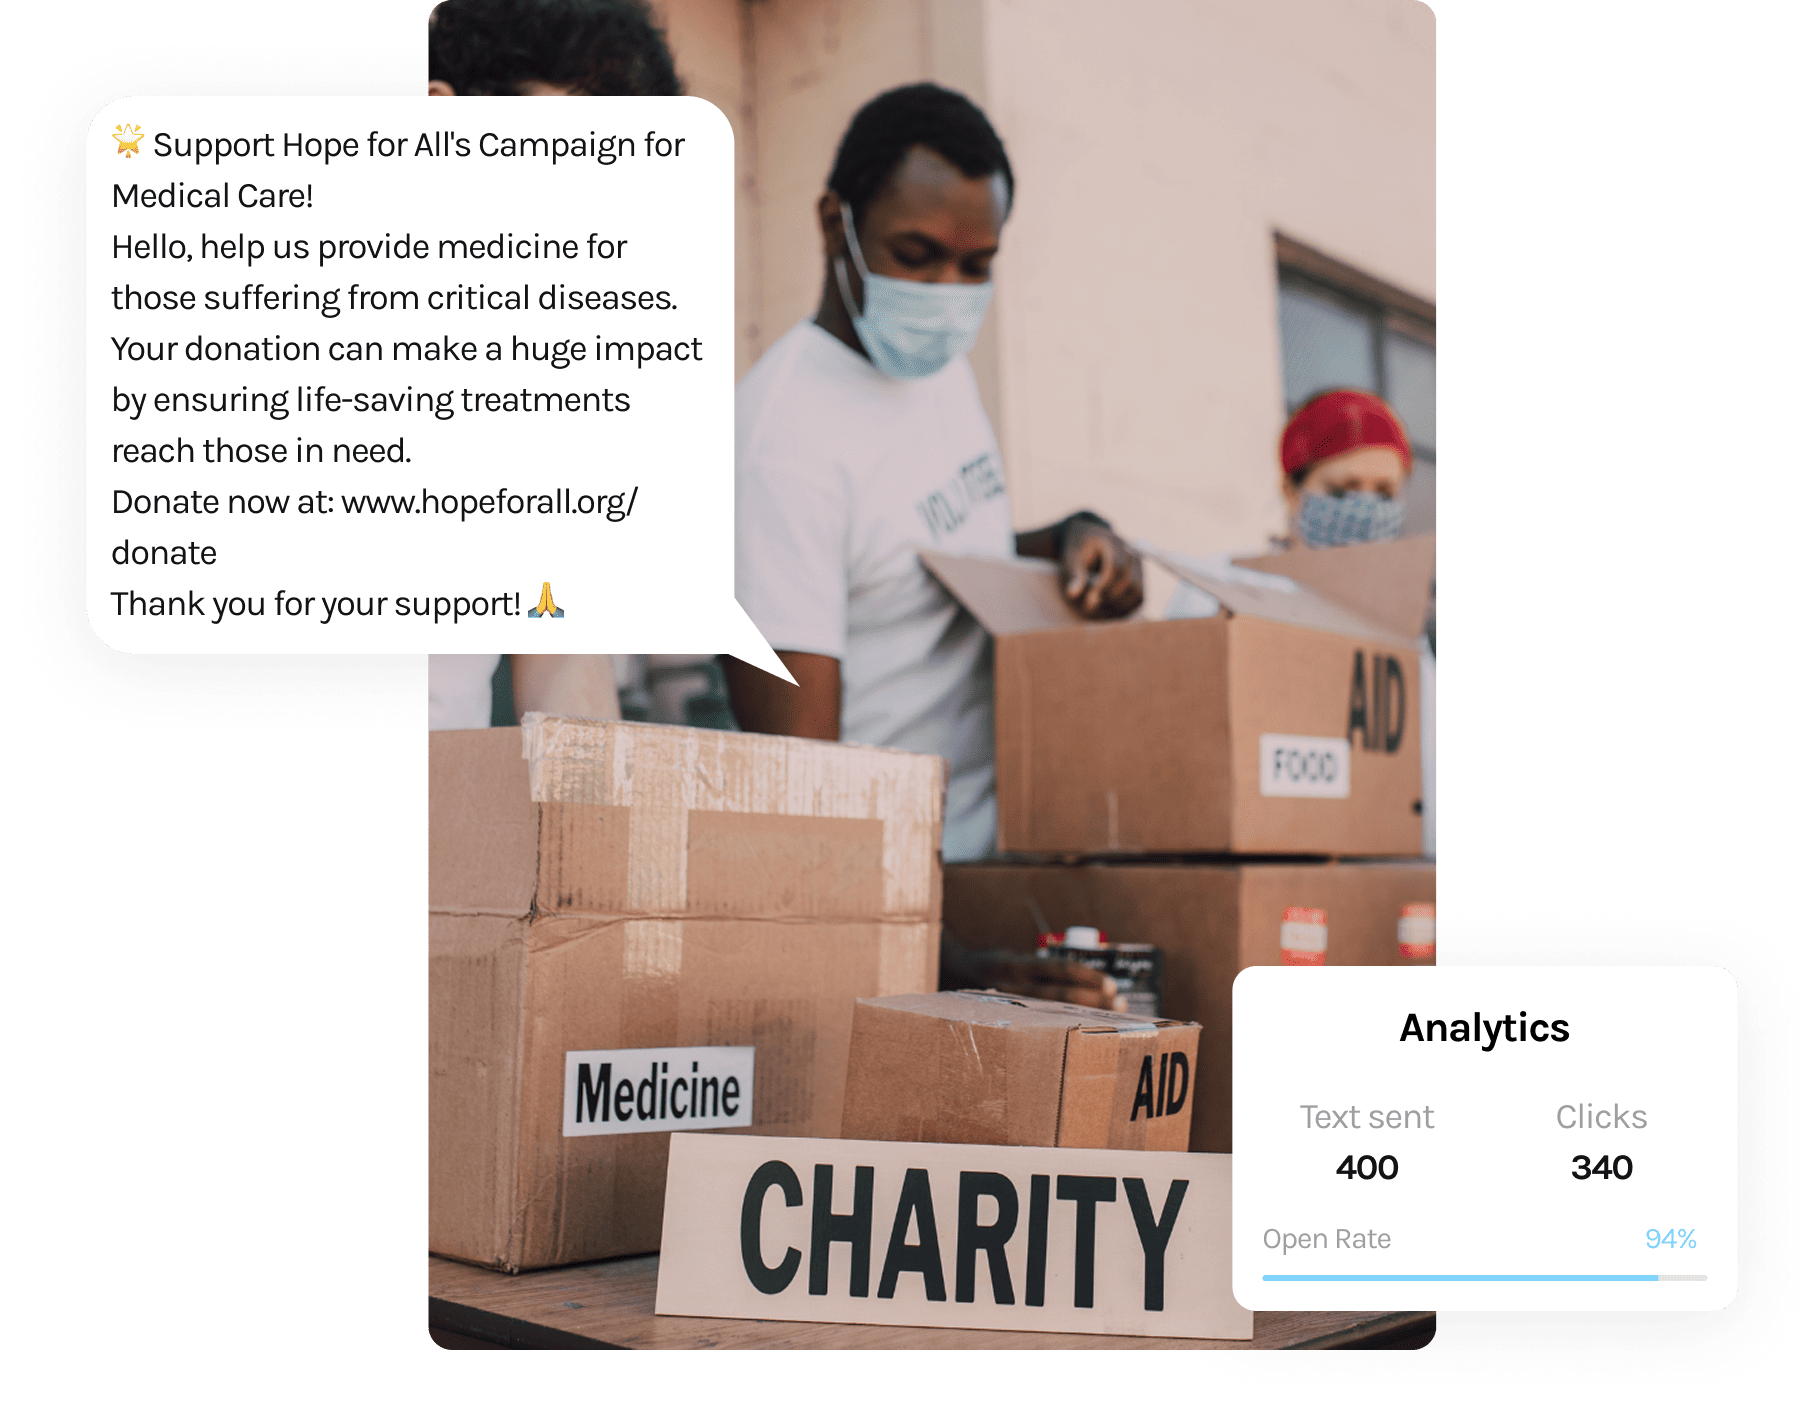 🌟 Support Hope for All's Campaign for
Medical Care!
Hello, help us provide medicine for
those suffering from critical diseases.
Your donation can make a huge impact
by ensuring life-saving treatments
reach those in need.
Donate now at: www.hopeforall.org/
donate
Thank you for your support! 🙏
VOLUNTEER
AID
FOOD
Medicine
AID
CHARITY
Analytics
Text sent
400
Clicks
340
Open Rate
94%